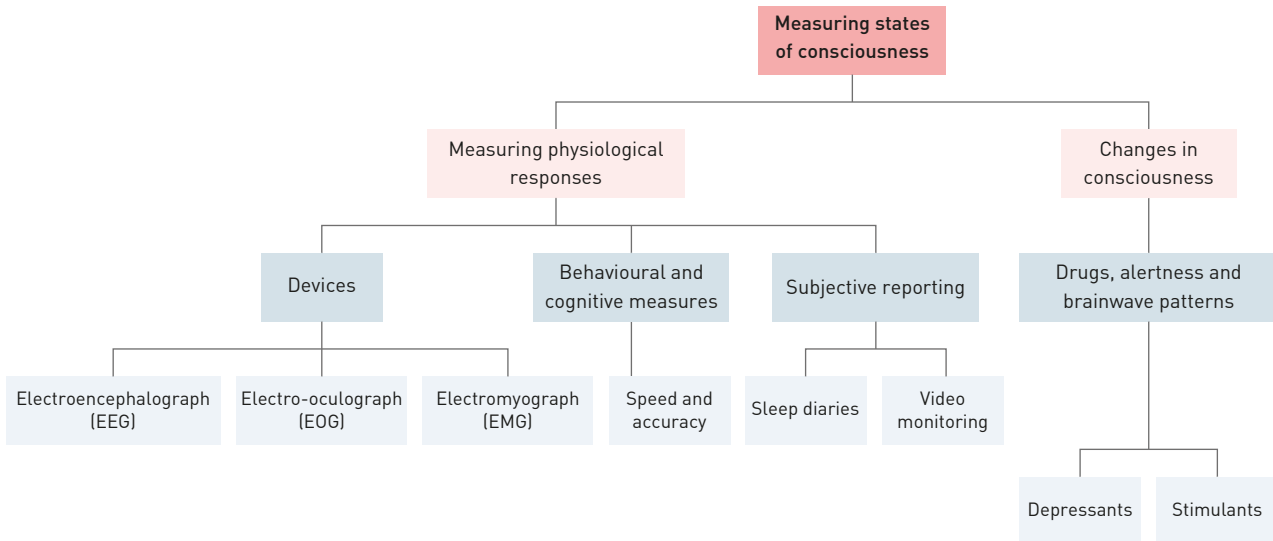 Measuring states
of consciousness
Measuring physiological
responses
Changes in
consciousness
Devices
Behavioural and
cognitive measures
Subjective reporting
Drugs, alertness and
brainwave patterns
Electroencephalograph
(EEG)
Electro-oculograph
(EOG)
Electromyograph
(EMG)
Speed and
accuracy
Sleep diaries
Video
monitoring
Depressants
Stimulants